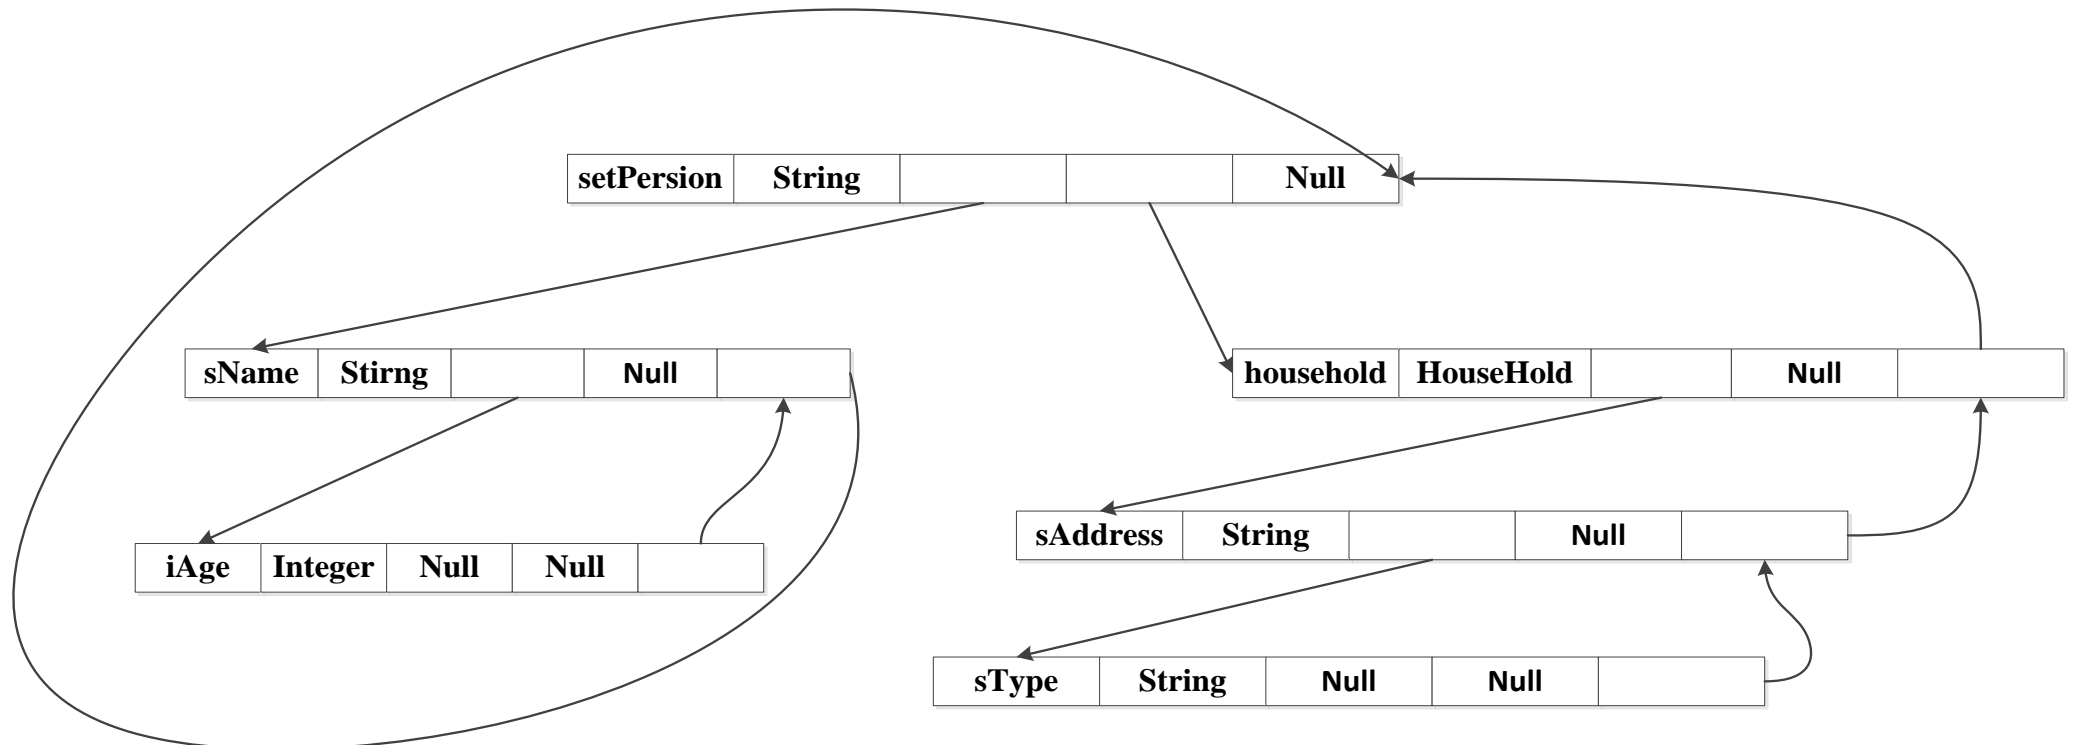 setPersion String Null
sName Stirng Null
household HouseHold Null
sAddress String Null
iAge Integer Null Null
sType String Null Null